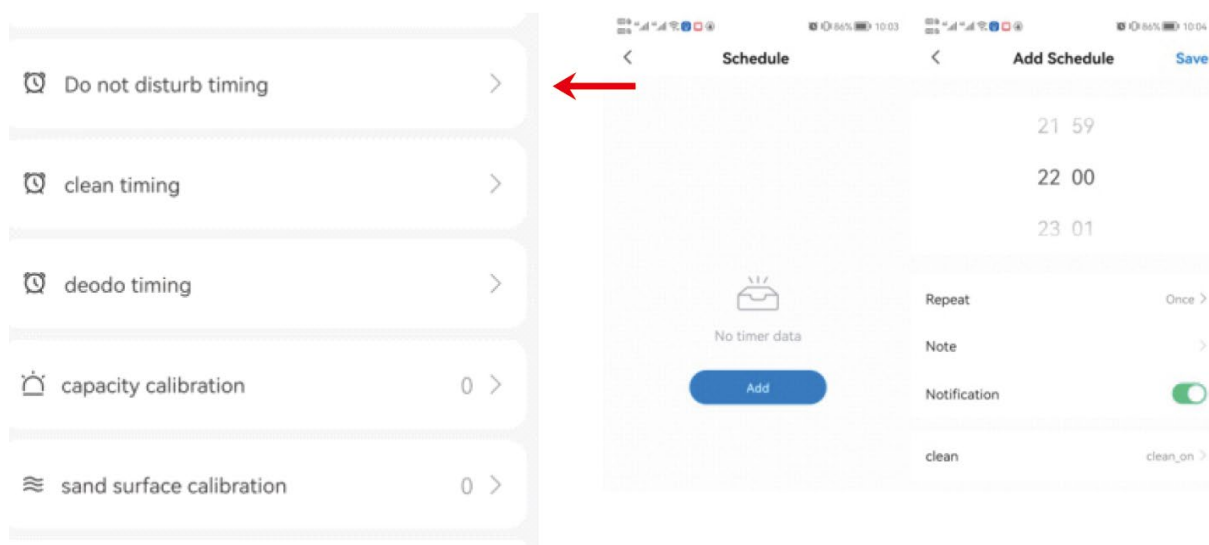 Do not disturb timing
clean timing
deodo timing
capacity calibration 0
sand surface calibration 0
86% 10:03
Schedule
No timer data
Add
86% 10:04
Add Schedule Save
21 59
22 00
23 01
Repeat Once
Note
Notification
clean clean_on